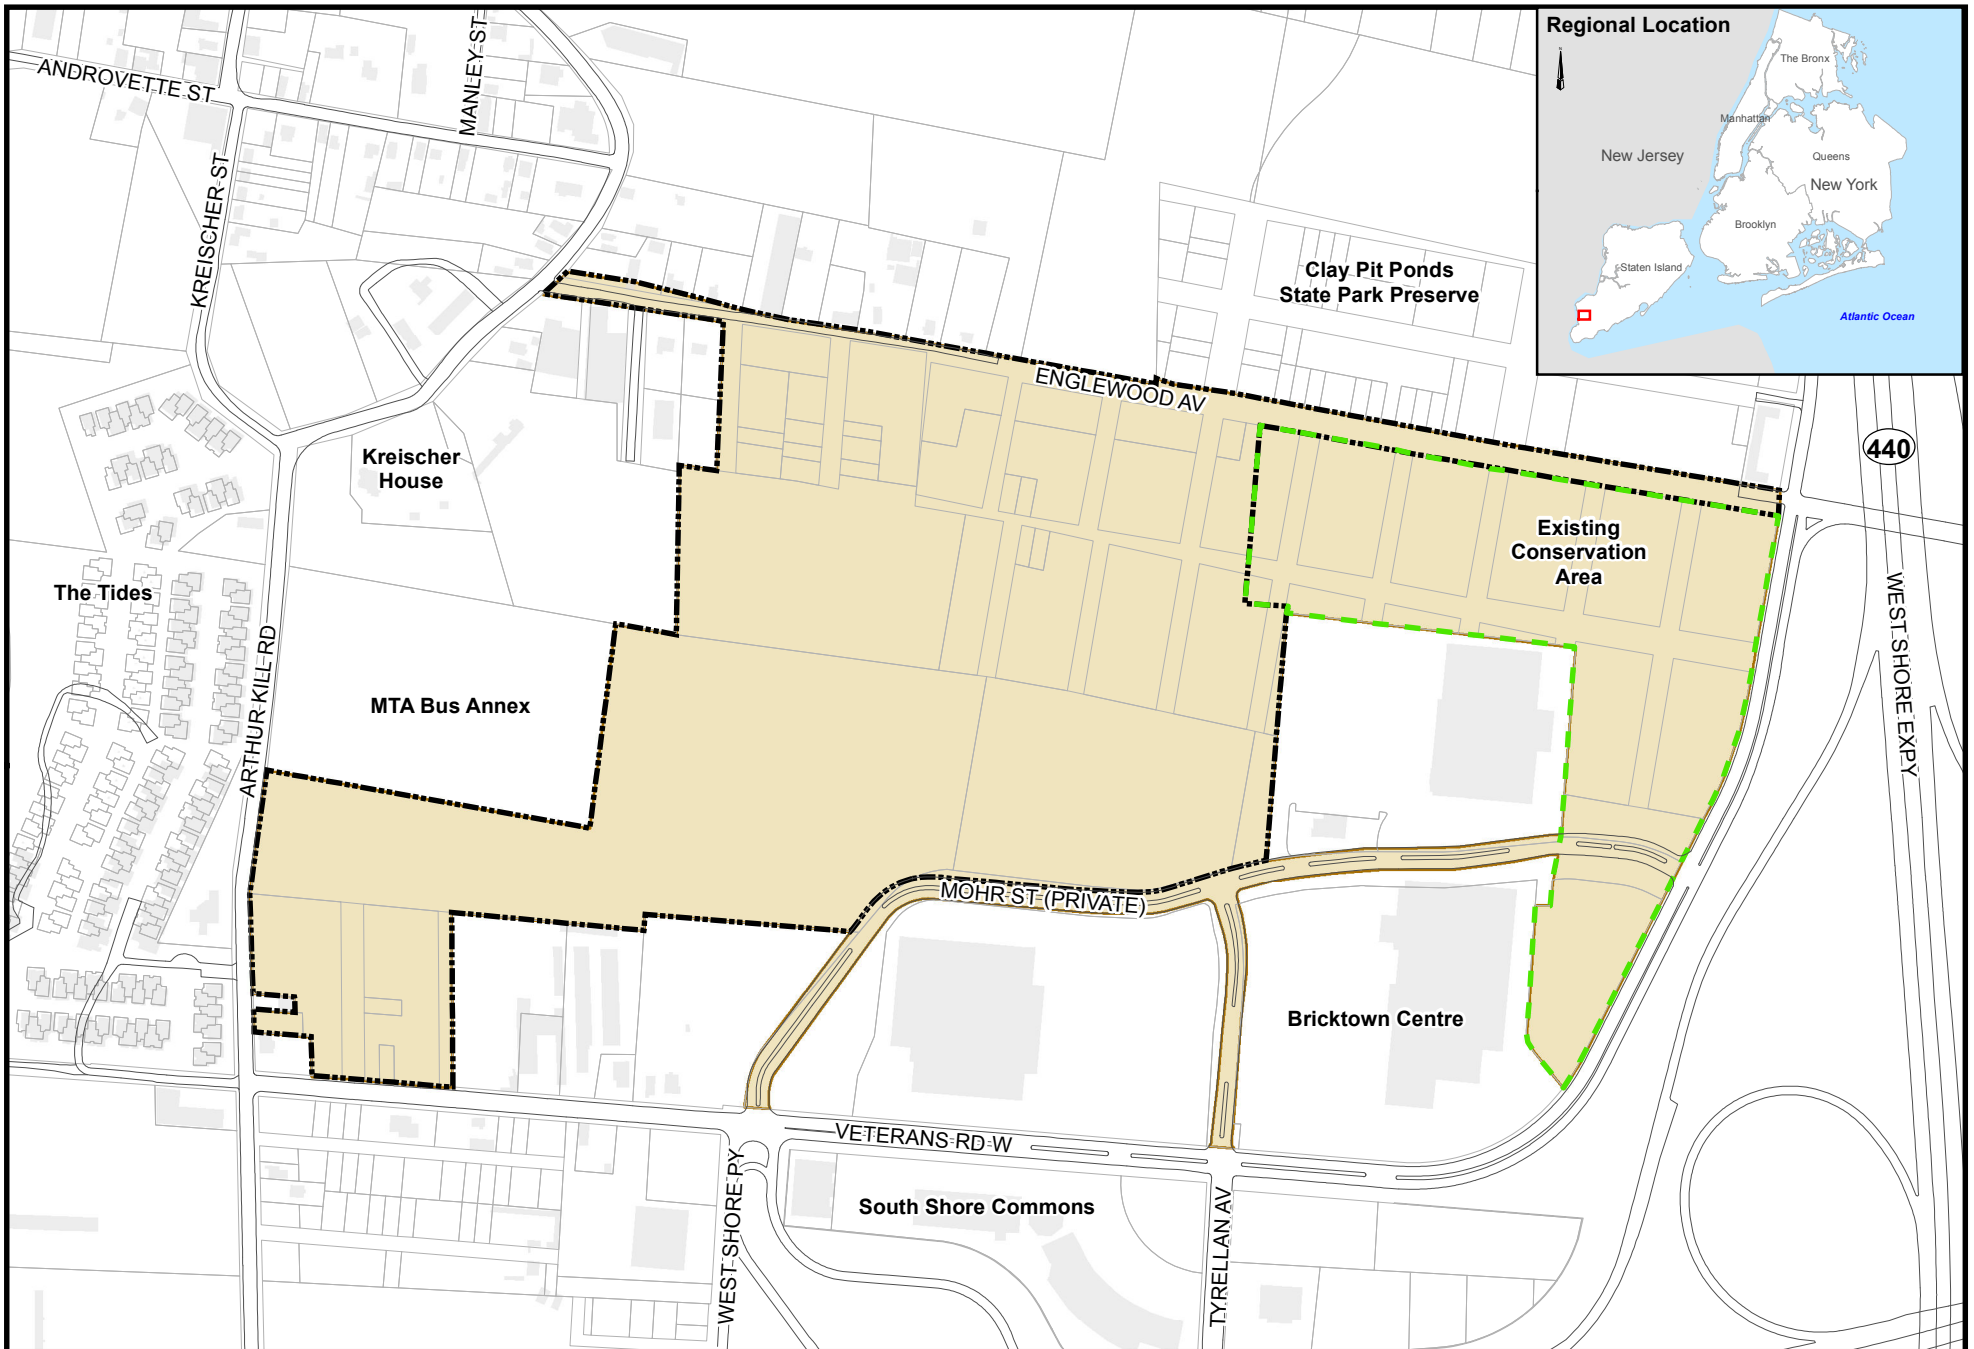 Regional Location
The Bronx
Manhattan
New Jersey
Queens
New York
Brooklyn
Staten Island
Atlantic Ocean
ANDROVETTE ST
MANLEY ST
KREISCHER ST
Clay Pit Ponds
State Park Preserve
ENGLEWOOD AV
440
Kreischer
House
Existing
Conservation
Area
The Tides
WEST SHORE EXPY
ARTHUR KILL RD
MTA Bus Annex
MOHR ST (PRIVATE)
Bricktown Centre
VETERANS RD W
WEST SHORE PY
South Shore Commons
TYRELLAN AV